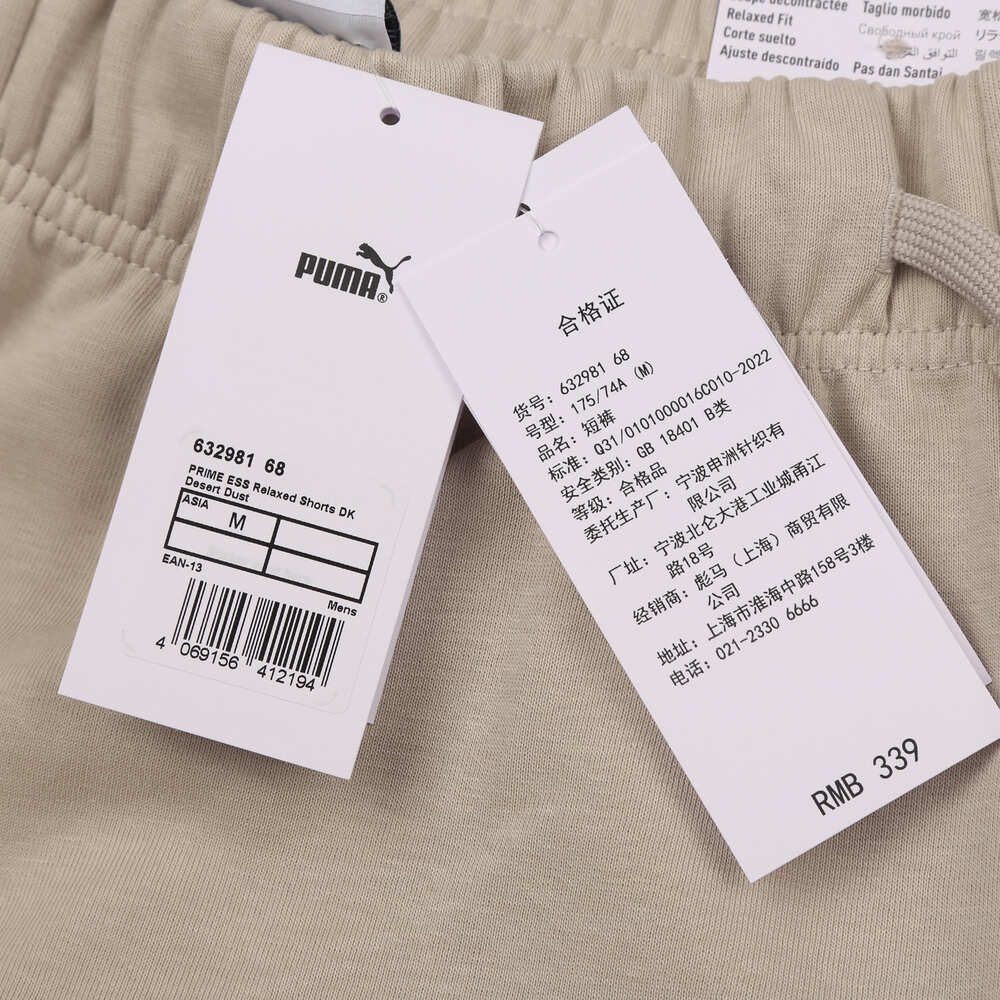 Relaxed Fit
Corte suelto
Ajuste descontraído
Taglio morbido
Свободный крой
Pas dan Santai
PUMA®
632981 68
PRIME ESS Relaxed Shorts DK
Desert Dust
ASIA
M
EAN-13
Mens
4 069156 412194
合格证
货号: 632981 68
号型: 175/74A (M)
品名: 短裤
标准: Q31/0101000016C010-2022
安全类别: GB 18401 B类
等级: 合格品
委托生产厂: 宁波申洲针织有
限公司
厂址: 宁波北仑大港工业城甬江
路18号
经销商: 彪马（上海）商贸有限
公司
地址: 上海市淮海中路158号3楼
电话: 021-2330 6666
RMB 339